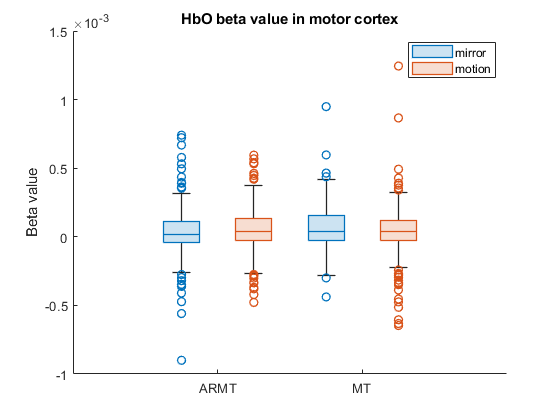 HbO beta value in motor cortex
×10⁻³
1.5
1
0.5
0
-0.5
-1
Beta value
ARMT
MT
mirror
motion